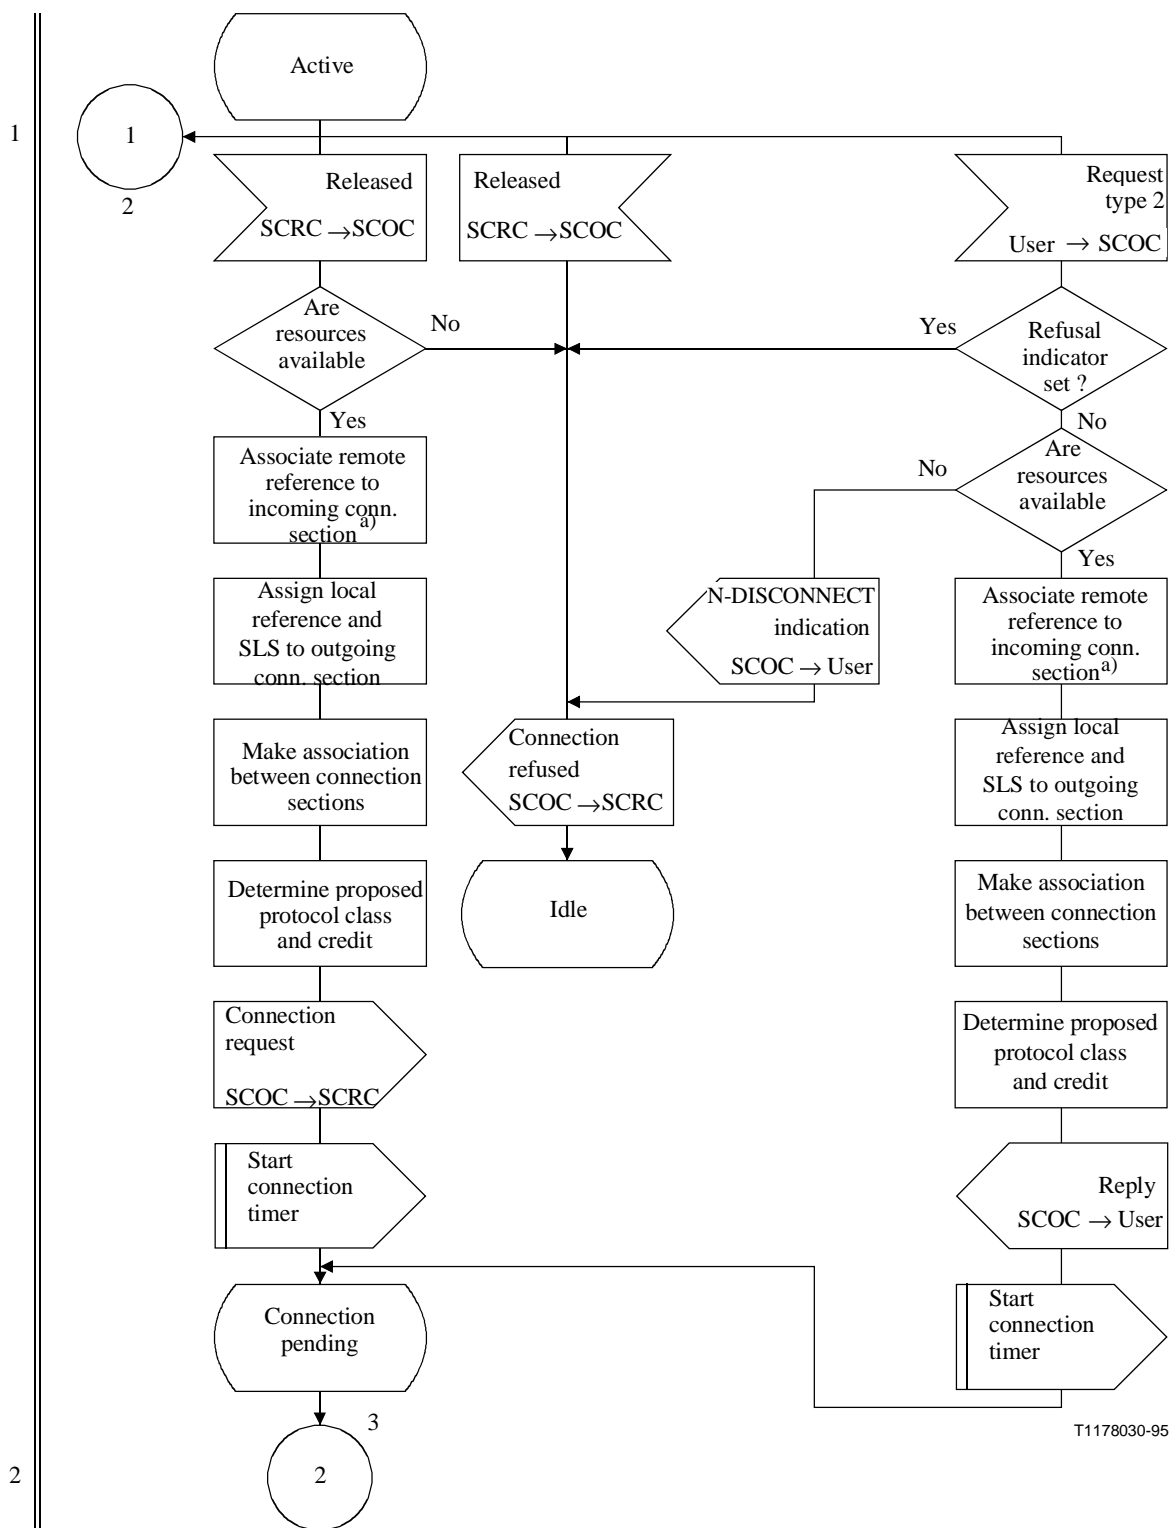 Active
1
1
2
Released
SCRC → SCOC
Released
SCRC → SCOC
Request
type 2
User → SCOC
Are
resources
available
No
Yes
Yes
Refusal
indicator
set ?
No
Associate remote
reference to
incoming conn.
section a)
Are
resources
available
No
Yes
Assign local
reference and
SLS to outgoing
conn. section
N-DISCONNECT
indication
SCOC → User
Associate remote
reference to
incoming conn.
section a)
Make association
between connection
sections
Connection
refused
SCOC → SCRC
Assign local
reference and
SLS to outgoing
conn. section
Determine proposed
protocol class
and credit
Idle
Make association
between connection
sections
Connection
request
SCOC → SCRC
Determine proposed
protocol class
and credit
Start
connection
timer
Reply
SCOC → User
Connection
pending
Start
connection
timer
3
T1178030-95
2
2